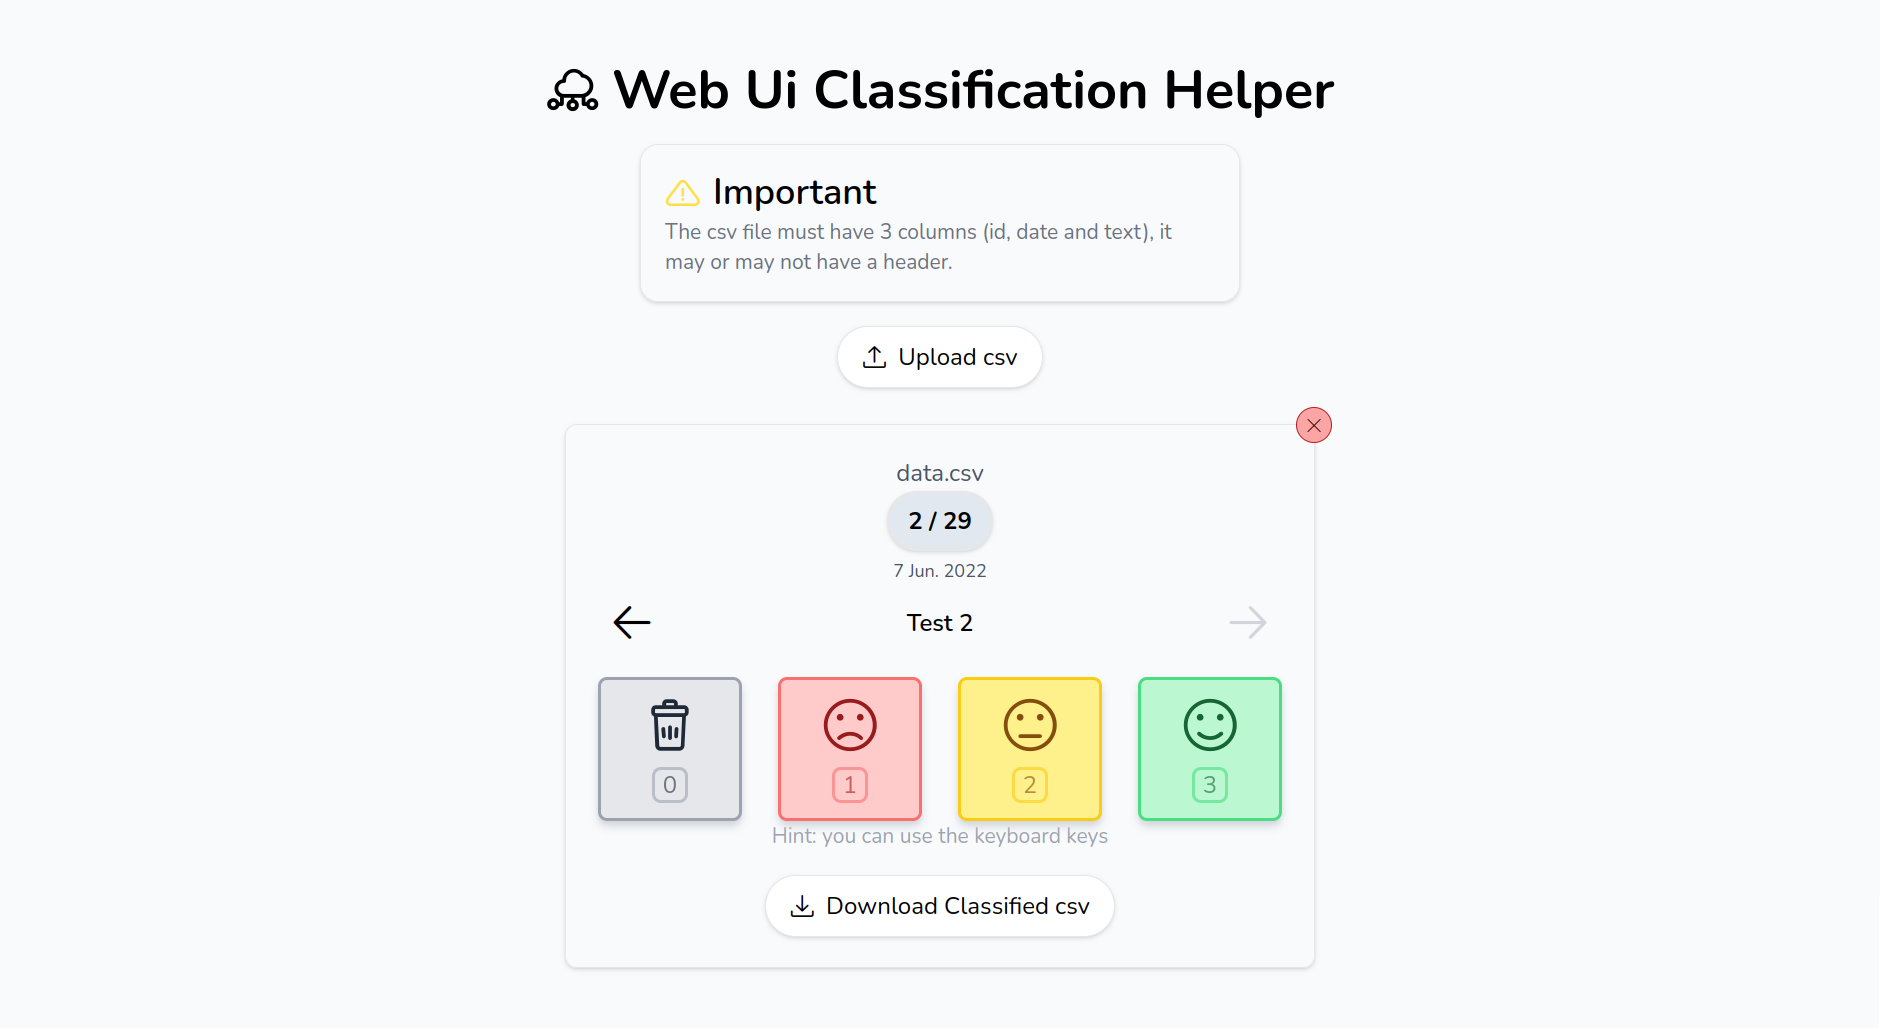 Web Ui Classification Helper
Important
The csv file must have 3 columns (id, date and text), it
may or may not have a header.
Upload csv
data.csv
2 / 29
7 Jun. 2022
Test 2
0
1
2
3
Hint: you can use the keyboard keys
Download Classified csv